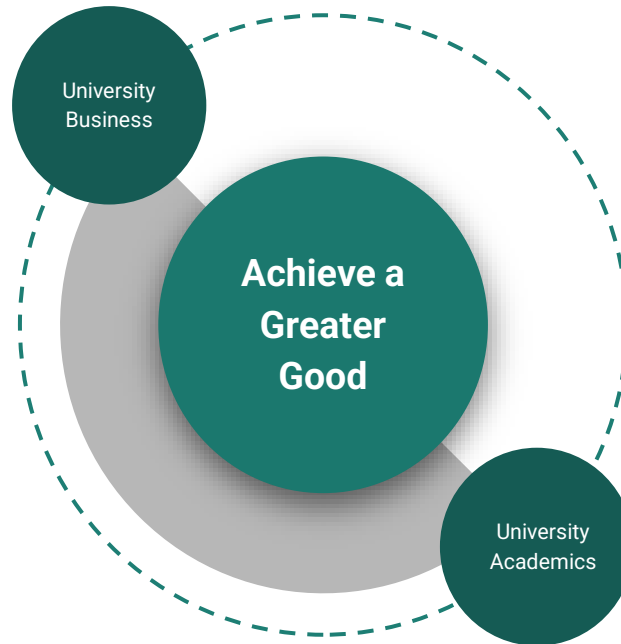 University
Business
Achieve a
Greater
Good
University
Academics